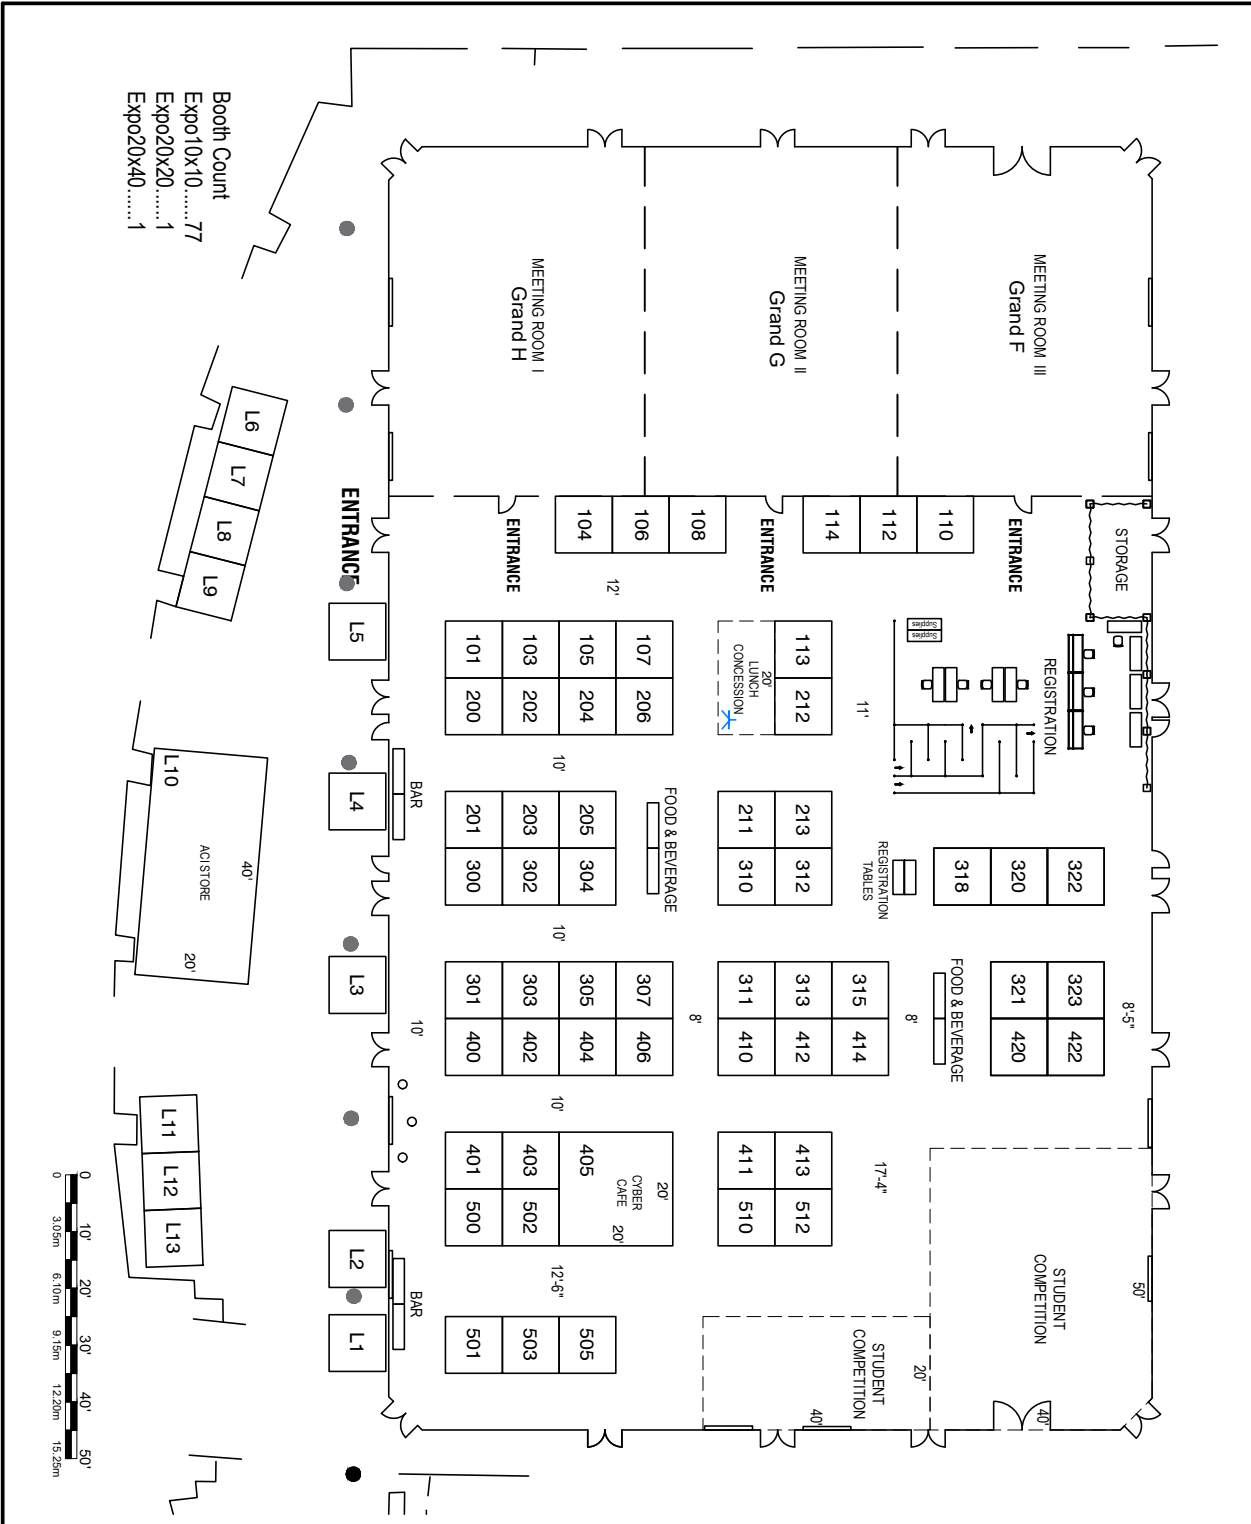 Booth Count
Expo10x10.......77
Expo20x20.......1
Expo20x40.......1
MEETING ROOM I
Grand H
MEETING ROOM II
Grand G
MEETING ROOM III
Grand F
ENTRANCE
ENTRANCE
ENTRANCE
ENTRANCE
STORAGE
104
106
108
114
112
110
12'
101
103
105
107
200
202
204
206
LUNCH
CONCESSION
20'
113
212
11'
Supplies
Supplies
REGISTRATION
10'
BAR
FOOD & BEVERAGE
201
203
205
300
302
304
211
213
310
312
REGISTRATION
TABLES
318
320
322
10'
301
303
305
307
400
402
404
406
8'
311
313
315
410
412
414
8'
FOOD & BEVERAGE
321
323
420
422
8'-5"
10'
10'
401
403
405
500
502
CYBER
CAFE
20'
20'
411
413
510
512
17'-4"
12'-6"
BAR
501
503
505
STUDENT
COMPETITION
20'
40'
STUDENT
COMPETITION
50'
40'
L6
L7
L8
L9
L5
L4
L3
L2
L1
L10
ACI STORE
40'
20'
L11
L12
L13
0 10' 20' 30' 40' 50'
0 3.05m 6.10m 9.15m 12.20m 15.25m